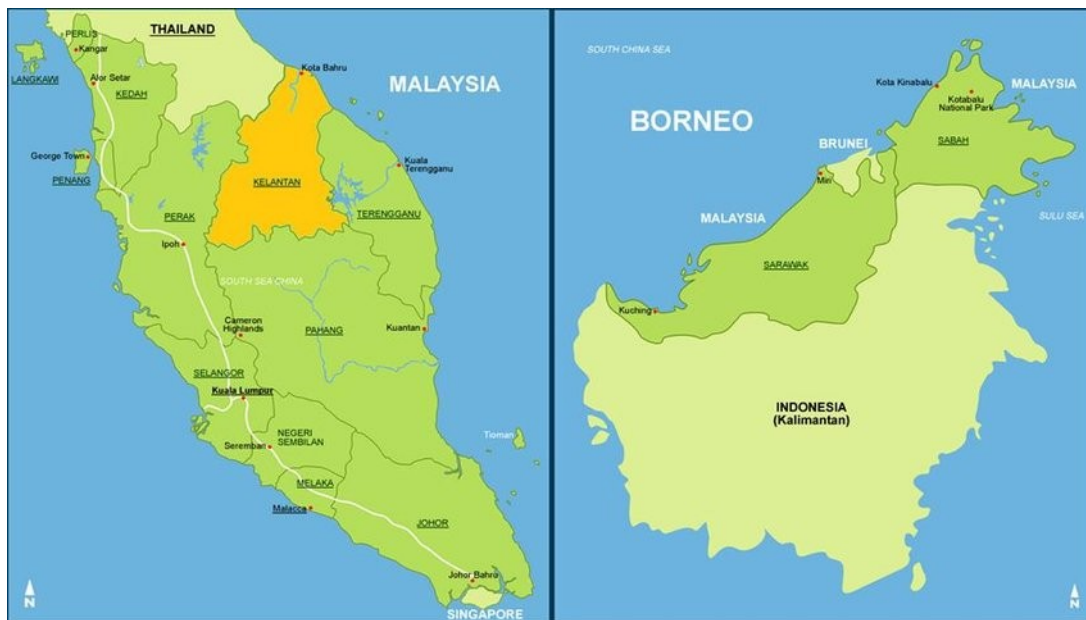 PERLIS
THAILAND
Kangar
Kota Bahru
LANGKAWI
Alor Setar
KEDAH
MALAYSIA
George Town
PENANG
Kuala
Terengganu
KELANTAN
TERENGGANU
PERAK
Ipoh
SOUTH SEA CHINA
Cameron
Highlands
PAHANG
Kuantan
SELANGOR
Kuala Lumpur
Tioman
NEGERI
SEMBILAN
Seremban
MELAKA
Malacca
JOHOR
Johor Bahru
SINGAPORE
N
SOUTH CHINA SEA
Kota Kinabalu
MALAYSIA
Kotabalu
National Park
BORNEO
SABAH
BRUNEI
Miri
MALAYSIA
SULU SEA
SARAWAK
Kuching
INDONESIA
(Kalimantan)
N